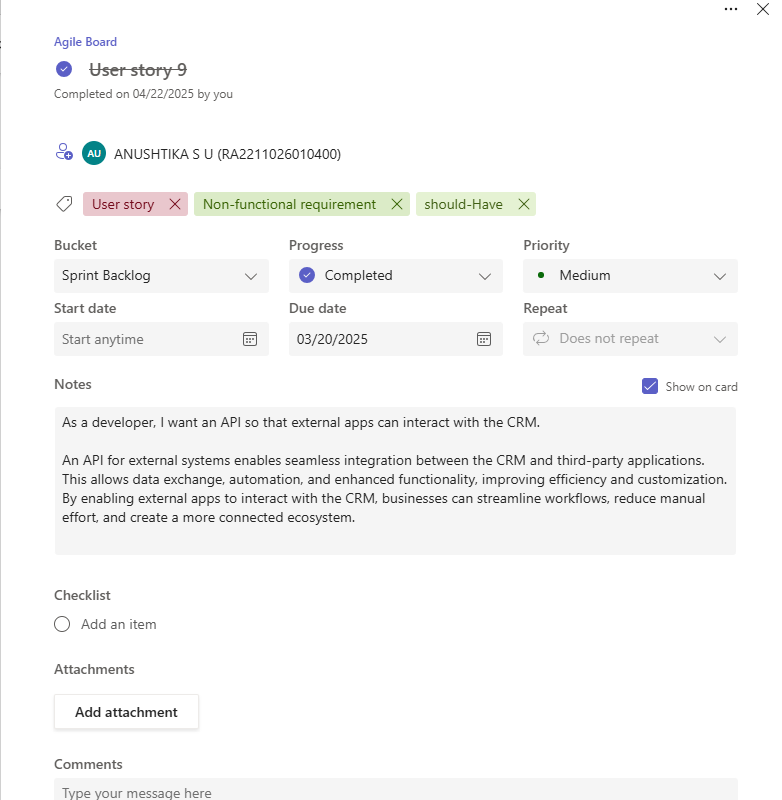 Agile Board
User story 9
Completed on 04/22/2025 by you
AU ANUSHTIKA S U (RA2211026010400)
User story Non-functional requirement should-Have
Bucket Progress Priority
Sprint Backlog Completed Medium
Start date Due date Repeat
Start anytime 03/20/2025 Does not repeat
Notes Show on card
As a developer, I want an API so that external apps can interact with the CRM.
An API for external systems enables seamless integration between the CRM and third-party applications.
This allows data exchange, automation, and enhanced functionality, improving efficiency and customization.
By enabling external apps to interact with the CRM, businesses can streamline workflows, reduce manual
effort, and create a more connected ecosystem.
Checklist
Add an item
Attachments
Add attachment
Comments
Type your message here